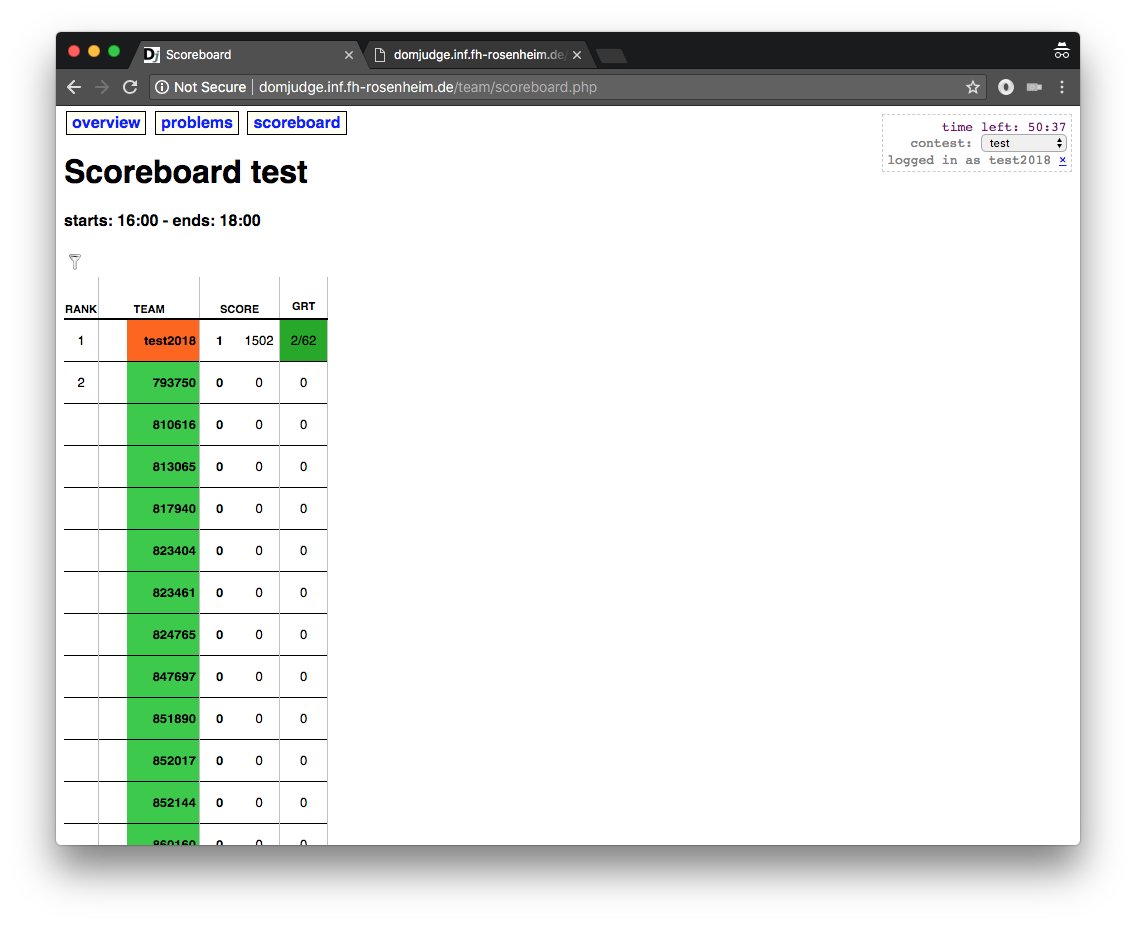 Scoreboard
domjudge.inf.fh-rosenheim.de/
Not Secure domjudge.inf.fh-rosenheim.de/team/scoreboard.php
overview problems scoreboard
time left: 50:37
contest: test
logged in as test2018 ×
Scoreboard test
starts: 16:00 - ends: 18:00
RANK TEAM SCORE GRT
1 test2018 1 1502 2/62
2 793750 0 0 0
810616 0 0 0
813065 0 0 0
817940 0 0 0
823404 0 0 0
823461 0 0 0
824765 0 0 0
847697 0 0 0
851890 0 0 0
852017 0 0 0
852144 0 0 0
860160 0 0 0